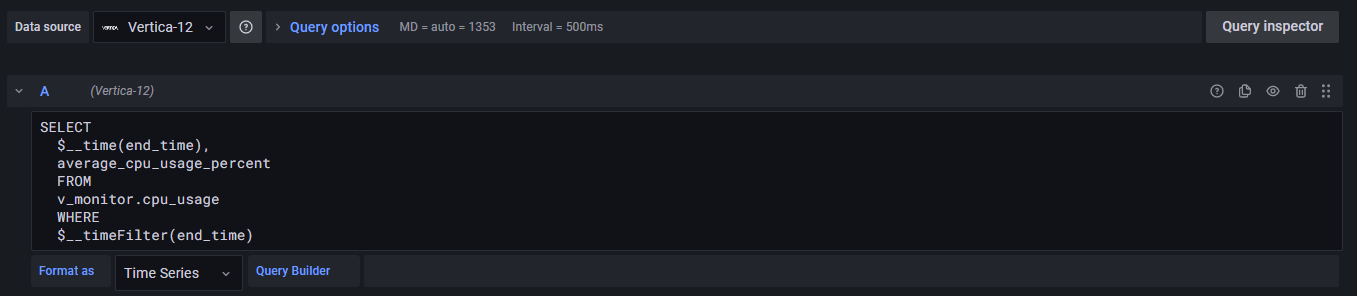 Data source
VERTICA Vertica-12
Query options
MD = auto = 1353
Interval = 500ms
Query inspector
A
(Vertica-12)
SELECT
$__time(end_time),
average_cpu_usage_percent
FROM
v_monitor.cpu_usage
WHERE
$__timeFilter(end_time)
Format as
Time Series
Query Builder